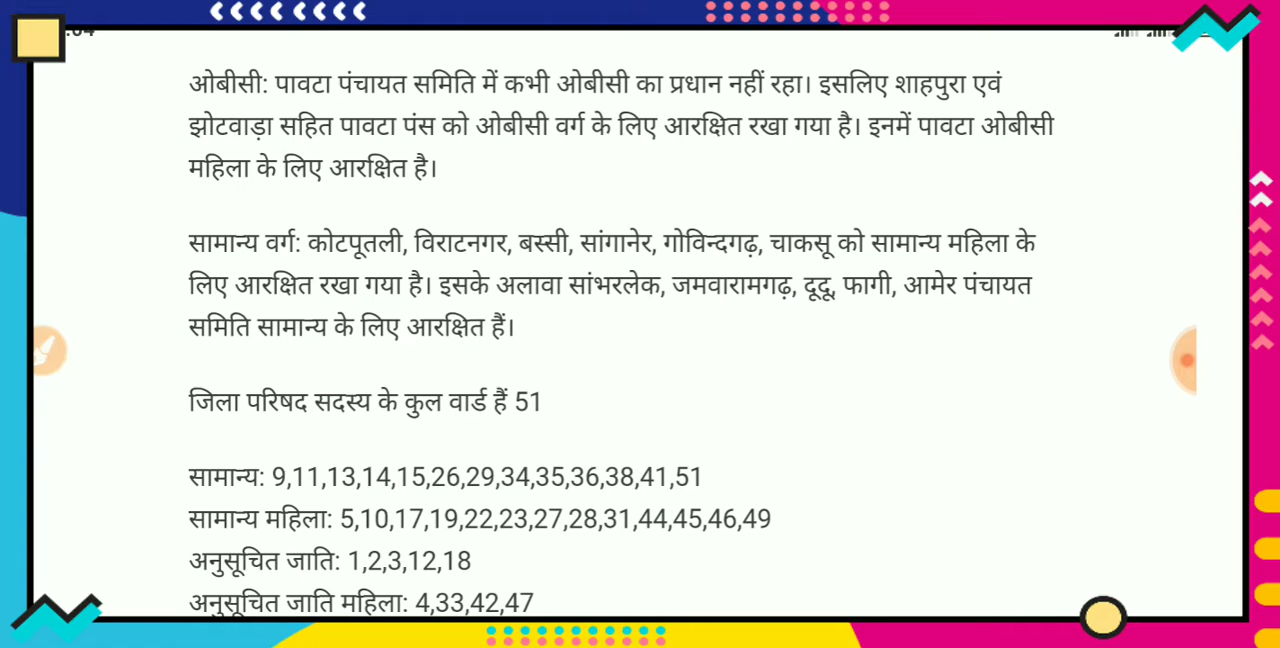 ओबीसी: पावटा पंचायत समिति में कभी ओबीसी का प्रधान नहीं रहा। इसलिए शाहपुरा एवं
झोटवाड़ा सहित पावटा पंस को ओबीसी वर्ग के लिए आरक्षित रखा गया है। इनमें पावटा ओबीसी
महिला के लिए आरक्षित है।
सामान्य वर्ग: कोटपूतली, विराटनगर, बस्सी, सांगानेर, गोविन्दगढ़, चाकसू को सामान्य महिला के
लिए आरक्षित रखा गया है। इसके अलावा सांभरलेक, जमवारामगढ़, दूदू, फागी, आमेर पंचायत
समिति सामान्य के लिए आरक्षित हैं।
जिला परिषद सदस्य के कुल वार्ड हैं 51
सामान्य: 9,11,13,14,15,26,29,34,35,36,38,41,51
सामान्य महिला: 5,10,17,19,22,23,27,28,31,44,45,46,49
अनुसूचित जाति: 1,2,3,12,18
अनुसूचित जाति महिला: 4,33,42,47